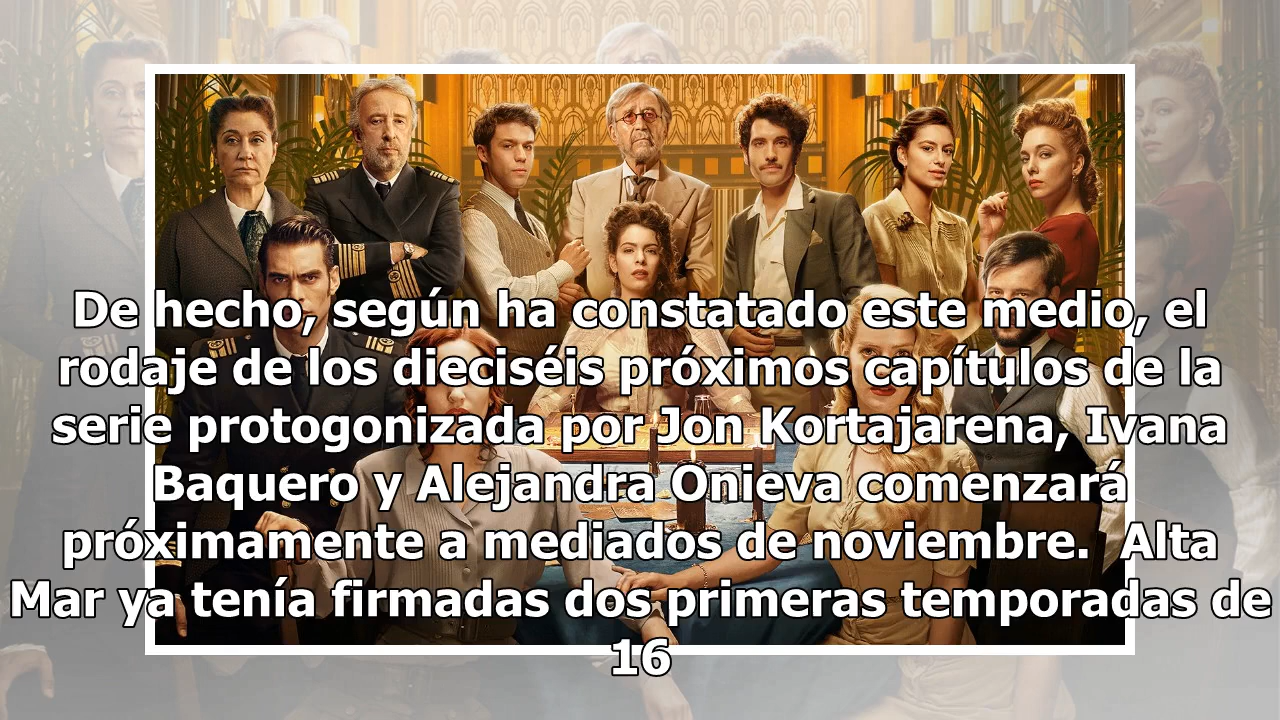 De hecho, según ha constatado este medio, el
rodaje de los dieciséis próximos capítulos de la
serie protogonizada por Jon Kortajarena, Ivana
Baquero y Alejandra Onieva comenzará
próximamente a mediados de noviembre.  Alta
Mar ya tenía firmadas dos primeras temporadas de
16